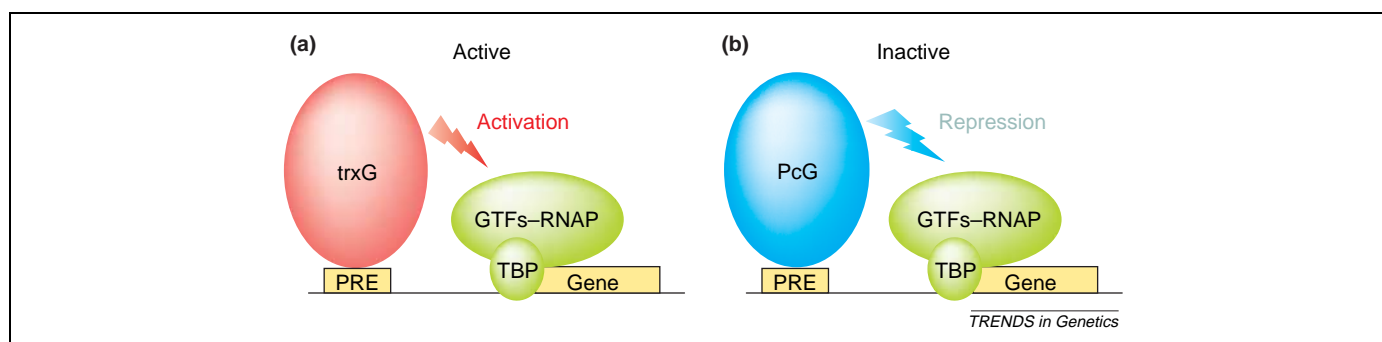 (a)
Active
Activation
trxG
GTFs–RNAP
TBP
PRE
Gene
(b)
Inactive
Repression
PcG
GTFs–RNAP
TBP
PRE
Gene
TRENDS in Genetics